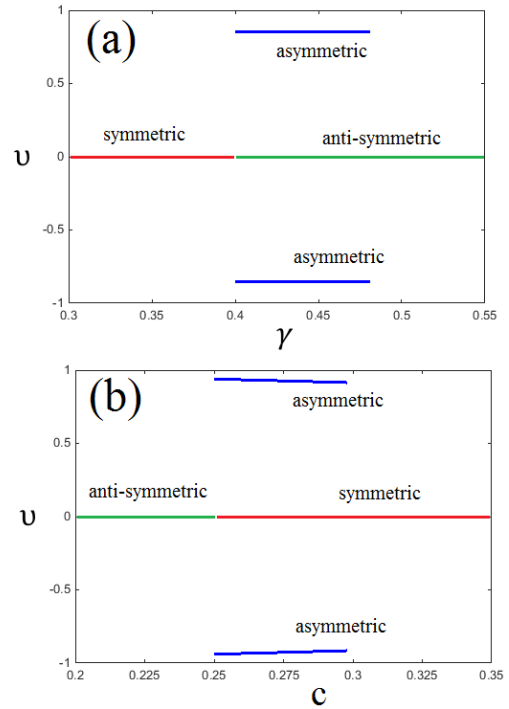 1
(a)
asymmetric
0.5
symmetric
anti-symmetric
υ
0
-0.5
asymmetric
-1
0.3 0.35 0.4 0.45 0.5 0.55
γ
1
(b)
asymmetric
0.5
anti-symmetric
symmetric
υ
0
-0.5
asymmetric
-1
0.2 0.225 0.25 0.275 0.3 0.325 0.35
c